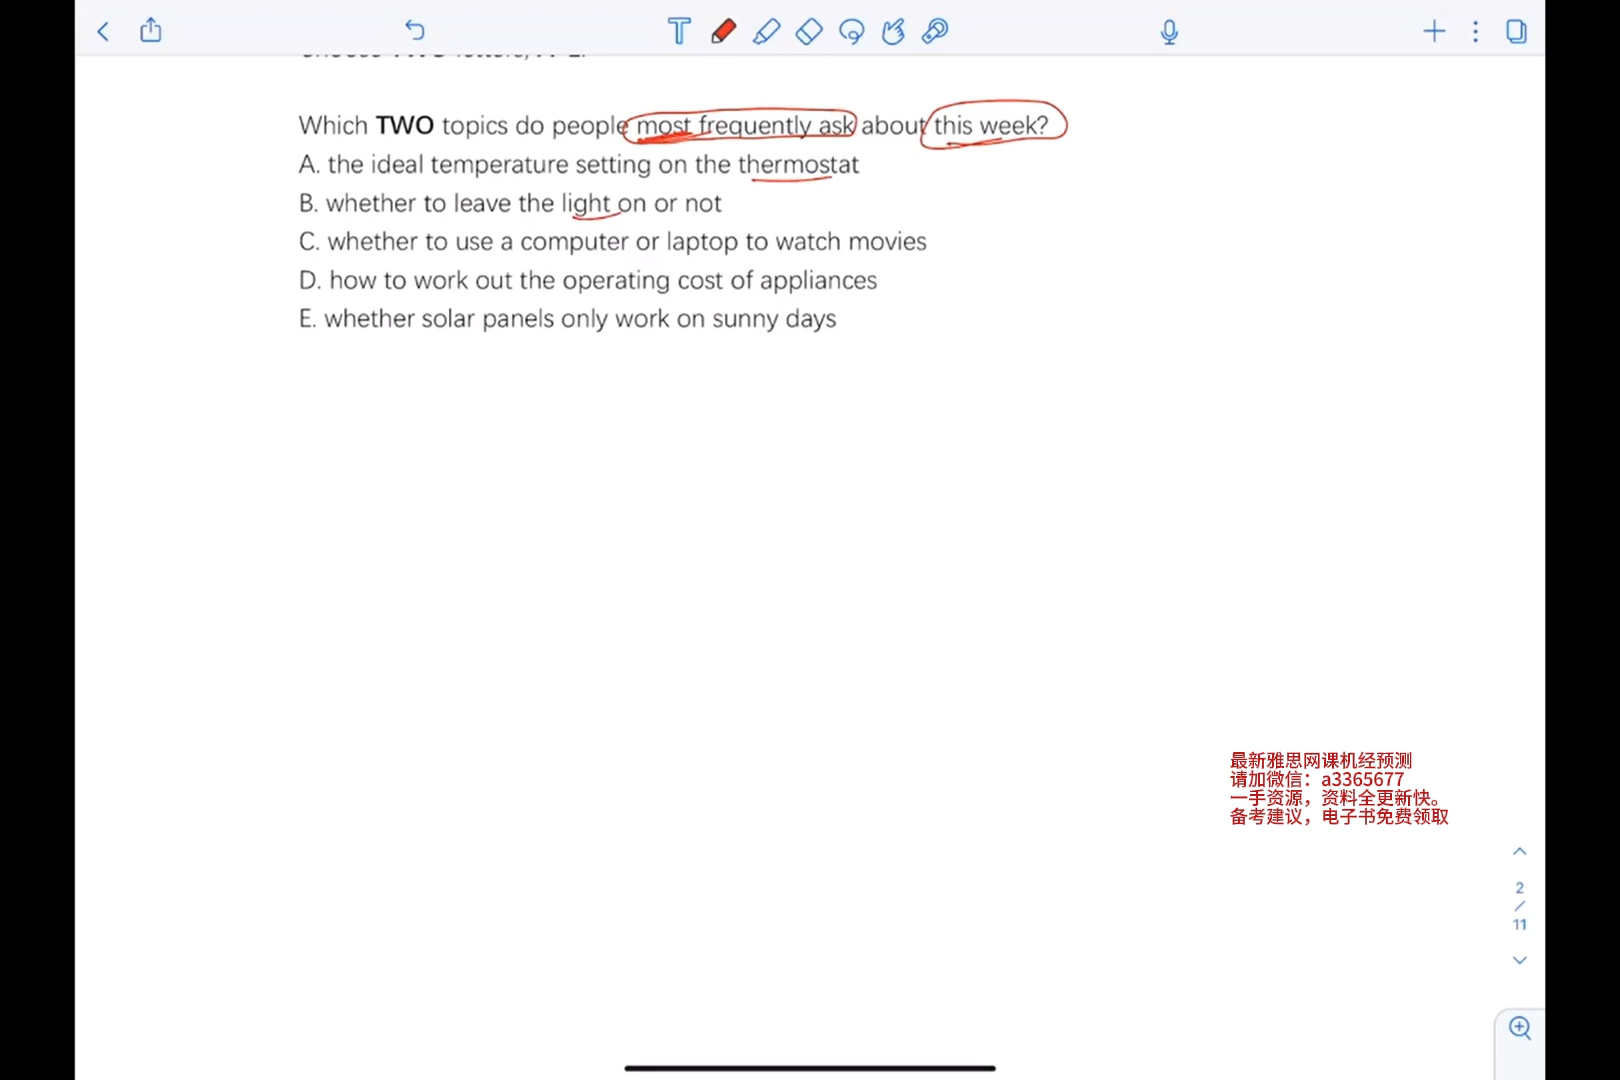 Which TWO topics do people most frequently ask about this week?
A. the ideal temperature setting on the thermostat
B. whether to leave the light on or not
C. whether to use a computer or laptop to watch movies
D. how to work out the operating cost of appliances
E. whether solar panels only work on sunny days
最新雅思网课机经预测
请加微信：a3365677
一手资源，资料全更新快。
备考建议，电子书免费领取
2
/
11